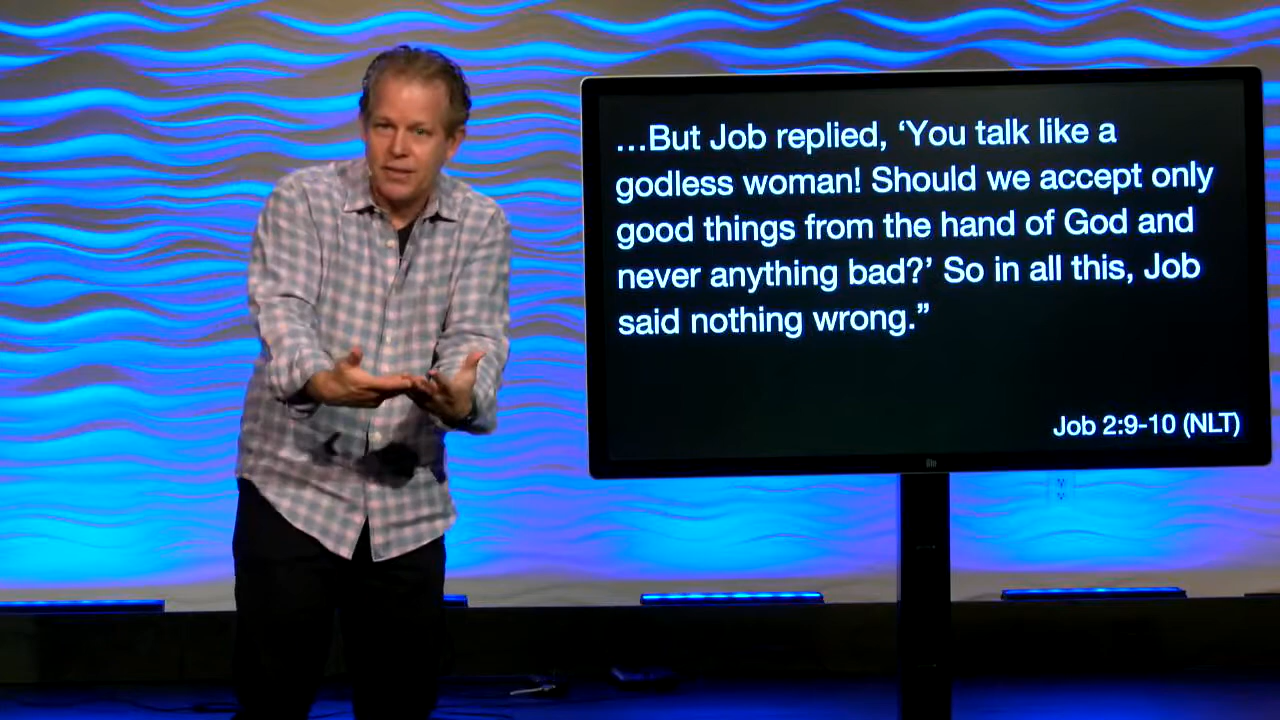 …But Job replied, ‘You talk like a
godless woman! Should we accept only
good things from the hand of God and
never anything bad?’ So in all this, Job
said nothing wrong.”
Job 2:9-10 (NLT)